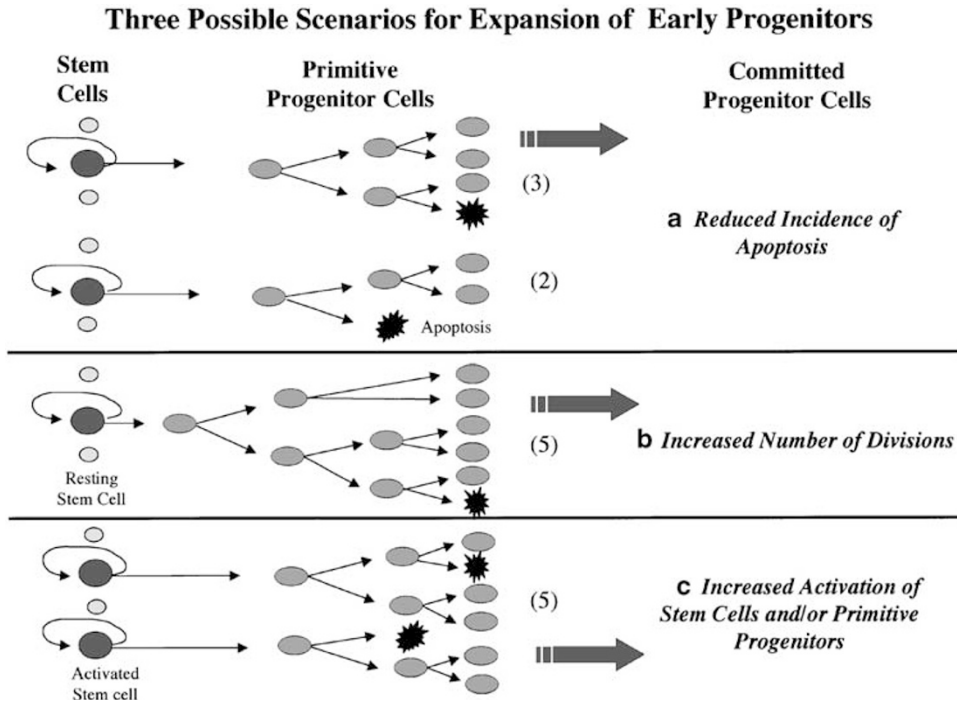 Three Possible Scenarios for Expansion of Early Progenitors
Stem
Cells
Primitive
Progenitor Cells
Committed
Progenitor Cells
(3)
a Reduced Incidence of
Apoptosis
(2)
Apoptosis
(5)
b Increased Number of Divisions
Resting
Stem Cell
(5)
c Increased Activation of
Stem Cells and/or Primitive
Progenitors
Activated
Stem cell